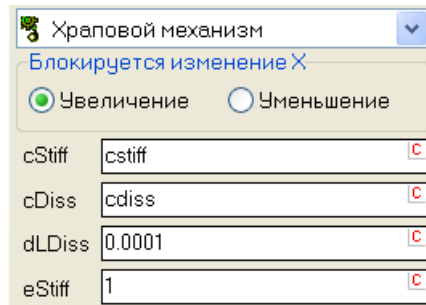 Храповой механизм
Блокируется изменение X
Увеличение Уменьшение
cStiff cstiff C
cDiss cdiss C
dLDiss 0.0001 C
eStiff 1 C